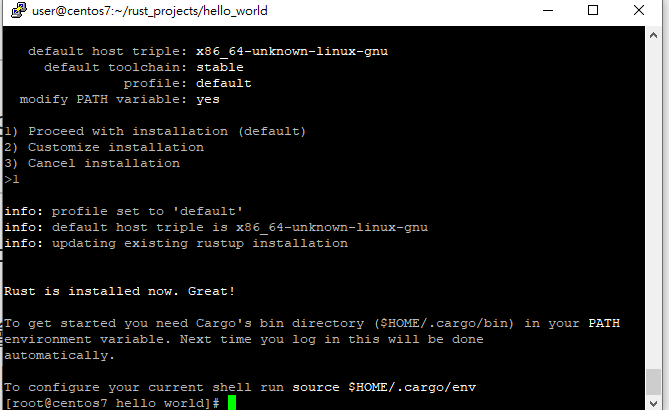 user@centos7:~/rust_projects/hello_world
default host triple: x86_64-unknown-linux-gnu
default toolchain: stable
profile: default
modify PATH variable: yes
1) Proceed with installation (default)
2) Customize installation
3) Cancel installation
>1
info: profile set to 'default'
info: default host triple is x86_64-unknown-linux-gnu
info: updating existing rustup installation
Rust is installed now. Great!
To get started you need Cargo's bin directory ($HOME/.cargo/bin) in your PATH
environment variable. Next time you log in this will be done
automatically.
To configure your current shell run source $HOME/.cargo/env
[root@centos7 hello_world]#